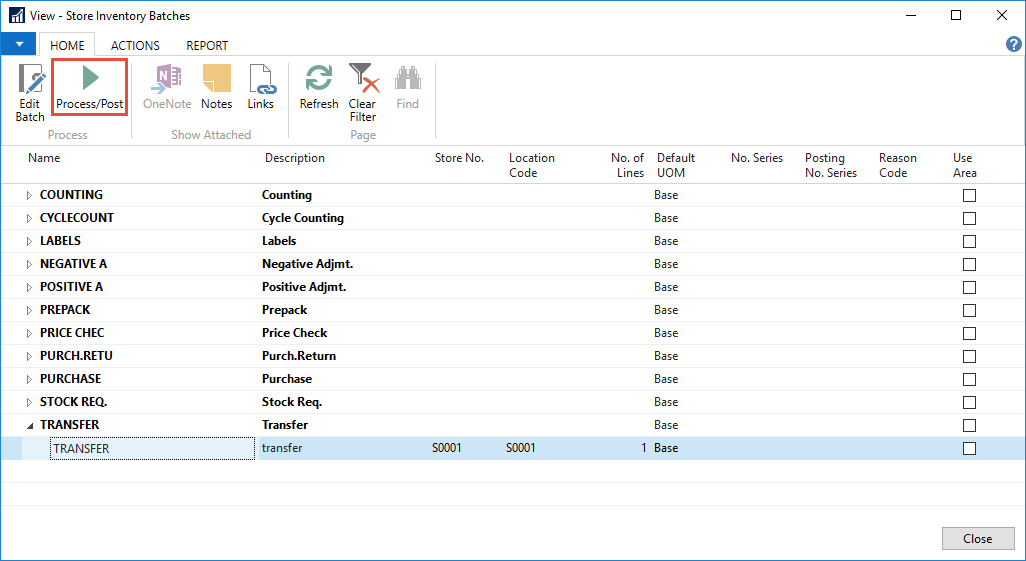 View - Store Inventory Batches
HOME ACTIONS REPORT
?
Edit Batch
Process/Post
OneNote
Notes
Links
Refresh
Clear Filter
Find
Process
Show Attached
Page
Name Description Store No. Location Code No. of Lines Default UOM No. Series Posting No. Series Reason Code Use Area
COUNTING Counting Base
CYCLECOUNT Cycle Counting Base
LABELS Labels Base
NEGATIVE A Negative Adjmt. Base
POSITIVE A Positive Adjmt. Base
PREPACK Prepack Base
PRICE CHEC Price Check Base
PURCH.RETU Purch.Return Base
PURCHASE Purchase Base
STOCK REQ. Stock Req. Base
TRANSFER Transfer Base
TRANSFER transfer S0001 S0001 1 Base
Close